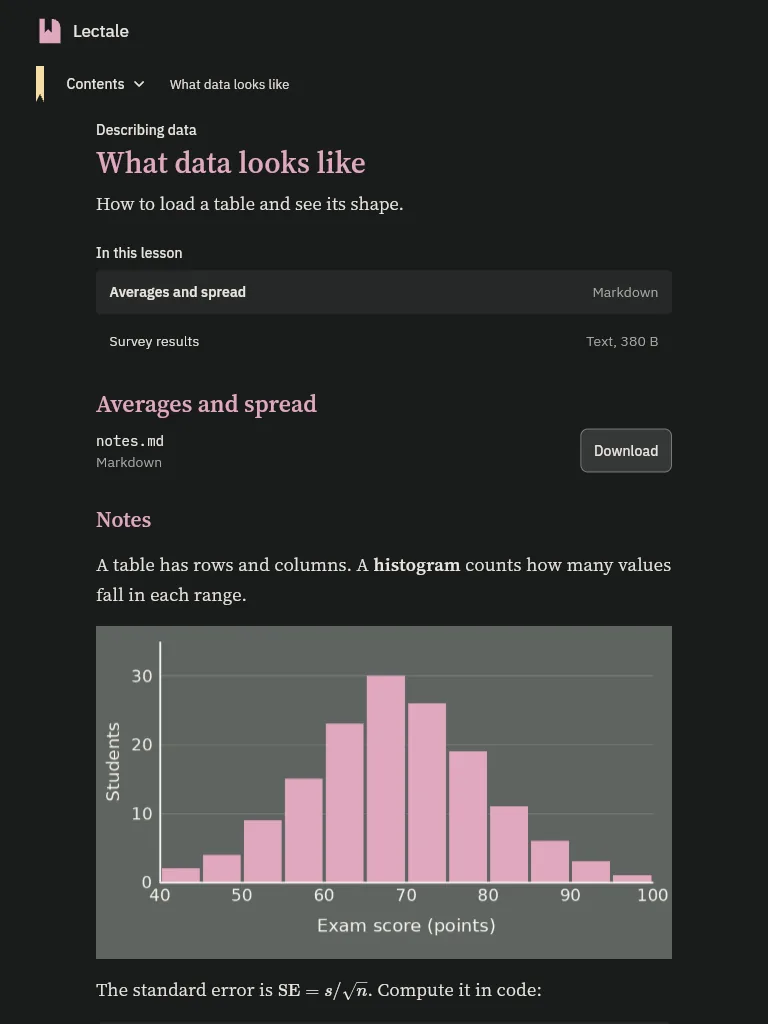 Lectale
Contents What data looks like
Describing data
What data looks like
How to load a table and see its shape.
In this lesson
Averages and spread Markdown
Survey results Text, 380 B
Averages and spread
notes.md
Markdown
Download
Notes
A table has rows and columns. A histogram counts how many values
fall in each range.
30
20
10
0
Students
40 50 60 70 80 90 100
Exam score (points)
The standard error is SE = s/√n. Compute it in code: